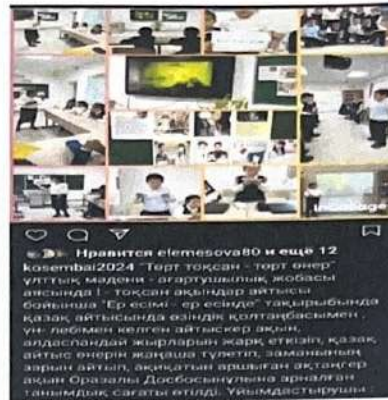 Нравится elemesova80 и ещё 12
kosembai2024 "Төрт тоқсан - төрт өнер"
ұлттық мәдени - ағартушылық жобасы
аясында I - тоқсан ақындар айтысы
бойынша "Ер есімі - ел есінде" тақырыбында
қазақ айтысында өзіндік қолтаңбасымен ,
үн- лебімен келген айтыскер ақын,
алдаспандай жырларын жарқ еткізіп, қазақ
айтыс өнерін жаңаша түлетіп, заманының
зарын айтып, ақиқатын аршыған ақтаңгер
ақын Оразалы Досбосынұлына арналған
танымдық сағаты өтілді. Ұйымдастырушы :